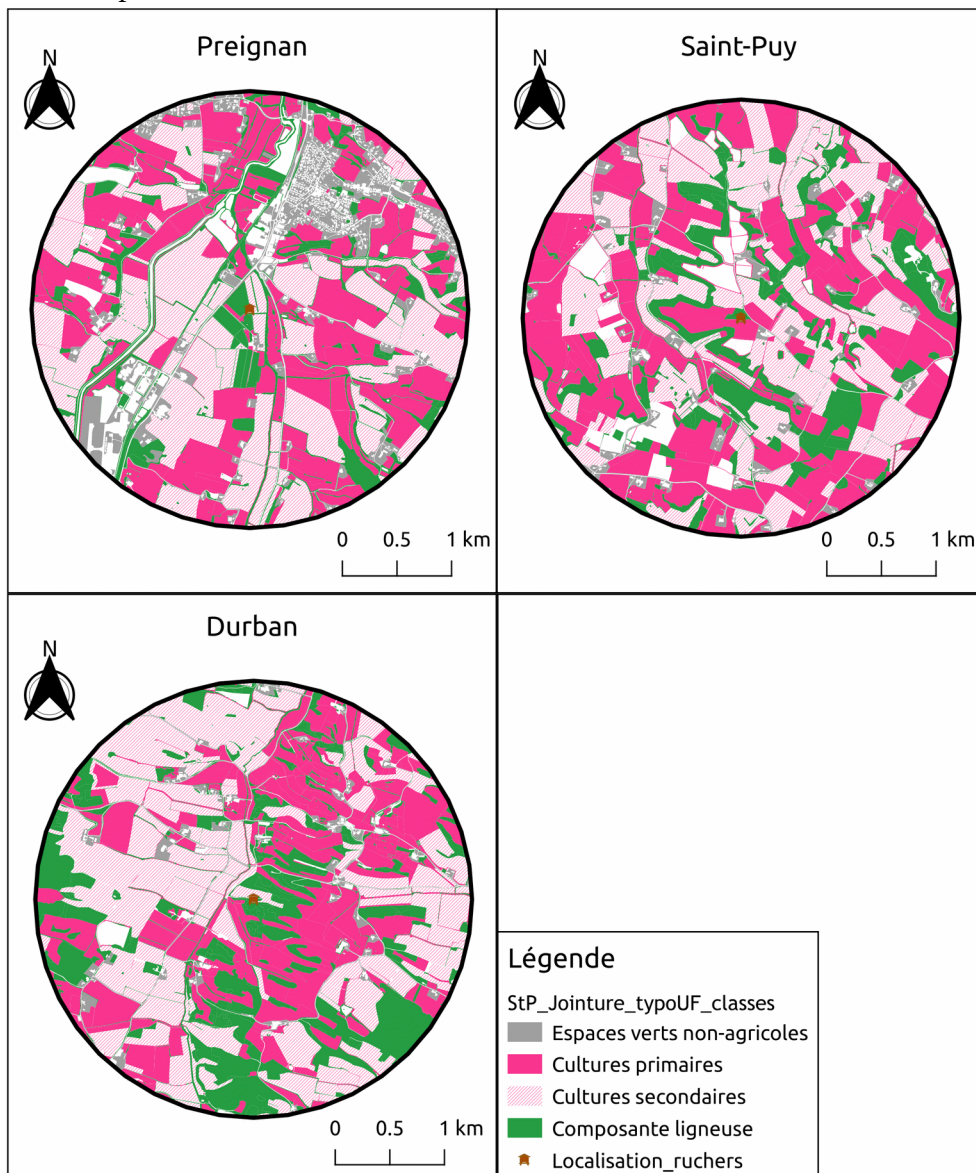 Preignan
N
0 0.5 1 km
Saint-Puy
N
0 0.5 1 km
Durban
N
0 0.5 1 km
Légende
StP_Jointure_typoUF_classes
Espaces verts non-agricoles
Cultures primaires
Cultures secondaires
Composante ligneuse
Localisation_ruchers